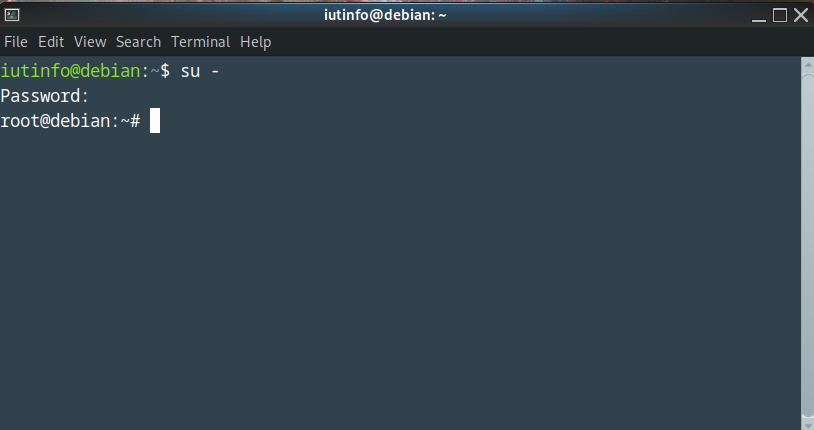 iutinfo@debian: ~
File Edit View Search Terminal Help
iutinfo@debian:~$ su -
Password:
root@debian:~#